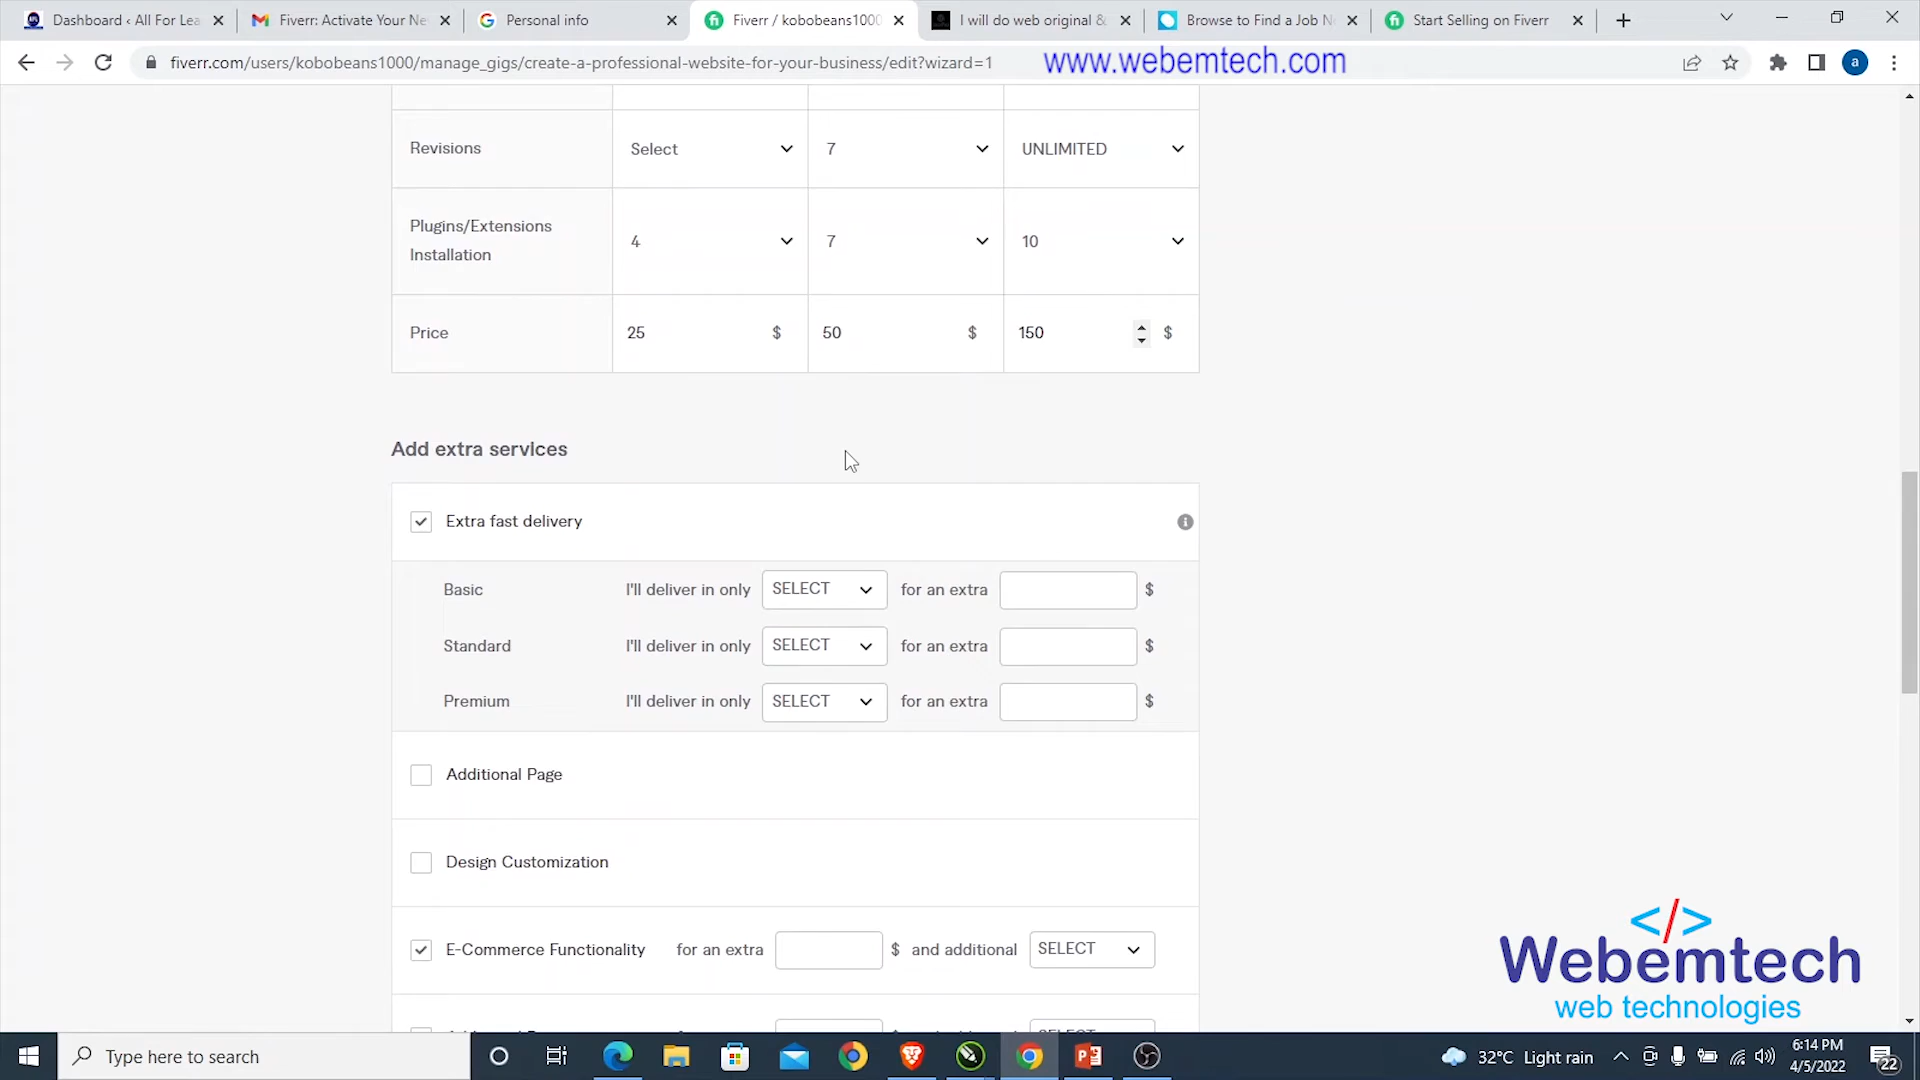 Dashboard ‹ All For Lea
Fiverr: Activate Your Ne
Personal info
Fiverr / kobobeans1000
I will do web original &
Browse to Find a Job N
Start Selling on Fiverr
fiverr.com/users/kobobeans1000/manage_gigs/create-a-professional-website-for-your-business/edit?wizard=1
www.webemtech.com
a
Revisions Select 7 UNLIMITED
Plugins/Extensions
Installation
4 7 10
Price 25 $ 50 $ 150 $
Add extra services
Extra fast delivery
Basic I'll deliver in only SELECT for an extra $
Standard I'll deliver in only SELECT for an extra $
Premium I'll deliver in only SELECT for an extra $
Additional Page
Design Customization
E-Commerce Functionality for an extra $ and additional SELECT
</>
Webemtech
web technologies
Type here to search
32°C Light rain
6:14 PM
4/5/2022
22